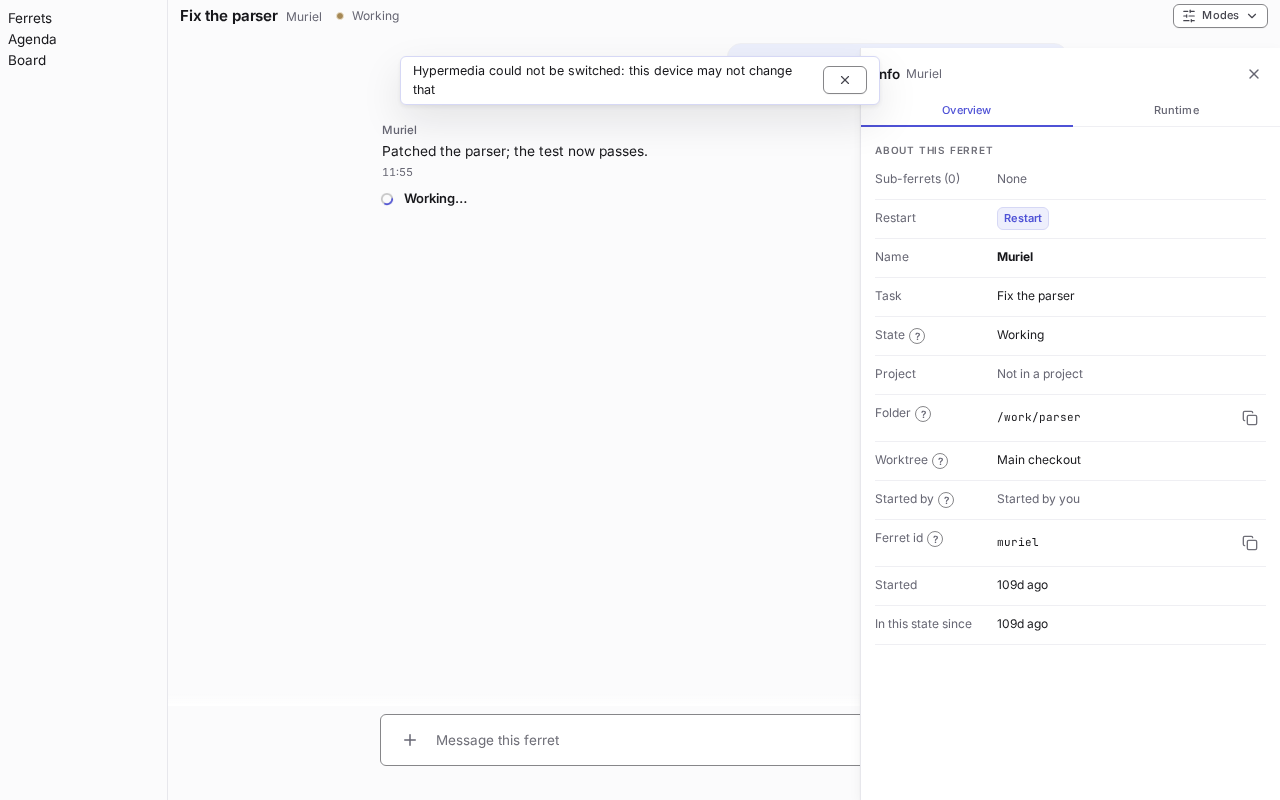 Ferrets
Agenda
Board
Fix the parser Muriel Working
Modes
Hypermedia could not be switched: this device may not change
that
Muriel
Patched the parser; the test now passes.
11:55
Working...
Message this ferret
Muriel
Overview Runtime
ABOUT THIS FERRET
Sub-ferrets (0) None
Restart Restart
Name Muriel
Task Fix the parser
State ? Working
Project Not in a project
Folder ? /work/parser
Worktree ? Main checkout
Started by ? Started by you
Ferret id ? muriel
Started 109d ago
In this state since 109d ago